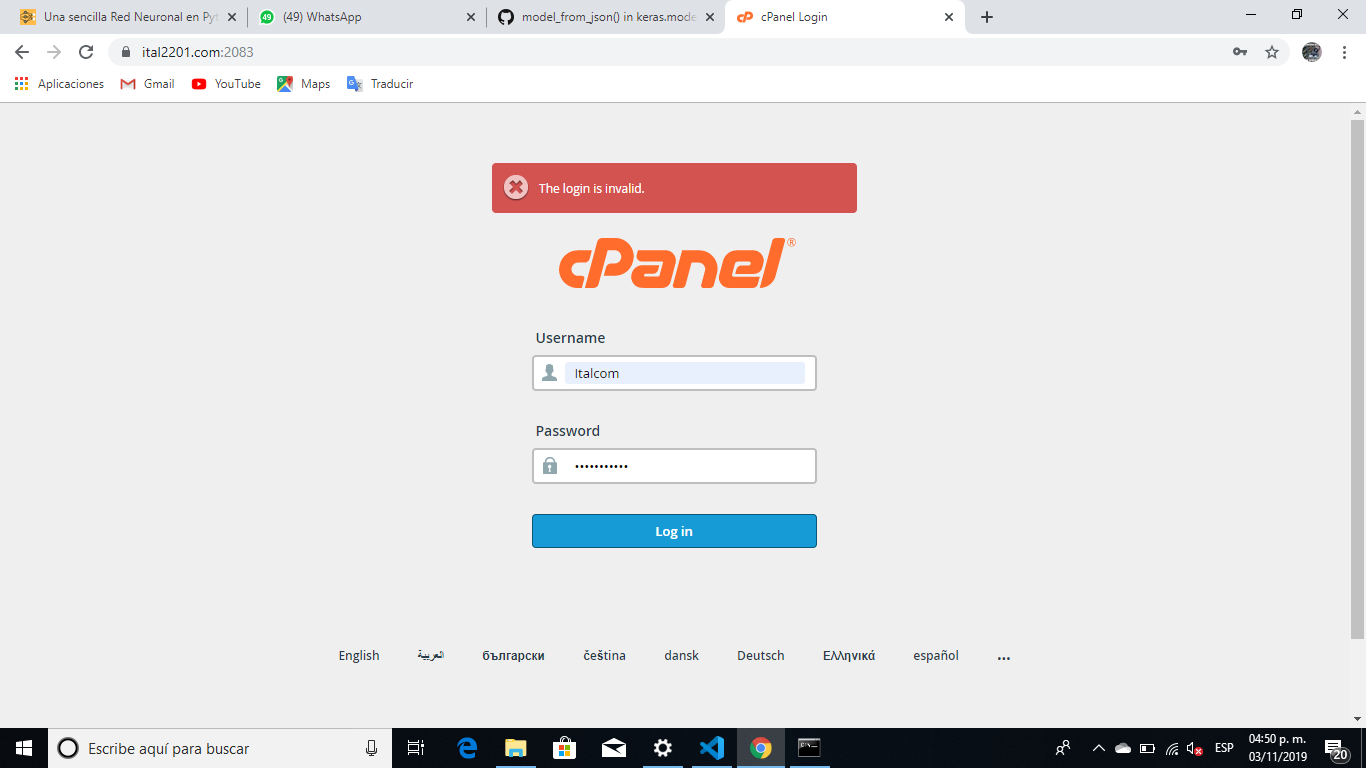 Una sencilla Red Neuronal en Pyt
(49) WhatsApp
model_from_json() in keras.mode
cPanel Login
ital2201.com:2083
Aplicaciones
Gmail
YouTube
Maps
Traducir
The login is invalid.
cPanel®
Username
Italcom
Password
•••••••••••
Log in
English
العربية
български
čeština
dansk
Deutsch
Ελληνικά
español
...
Escribe aquí para buscar
ESP
04:50 p. m.
03/11/2019
20